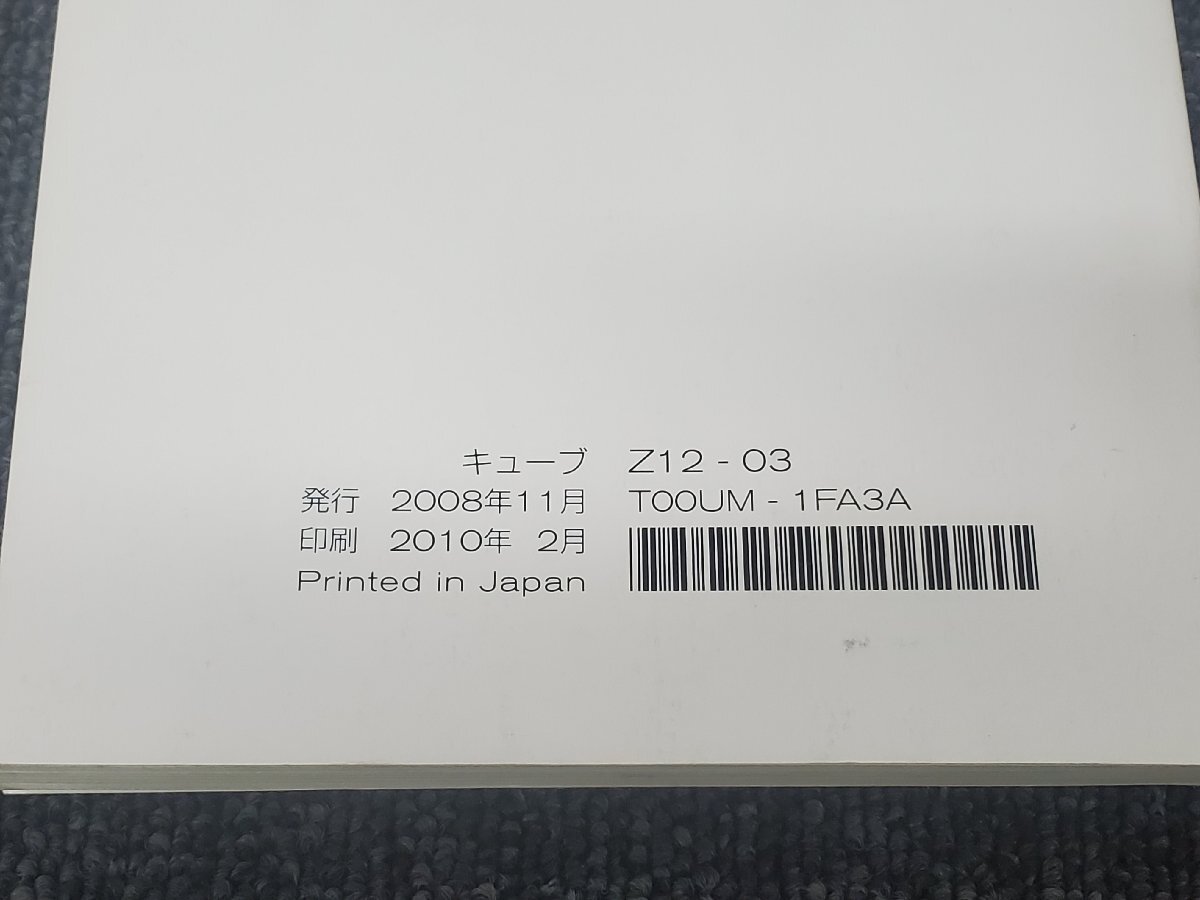 キューブ Z12 - 03
発行 2008年11月 T00UM - 1FA3A
印刷 2010年 2月
Printed in Japan